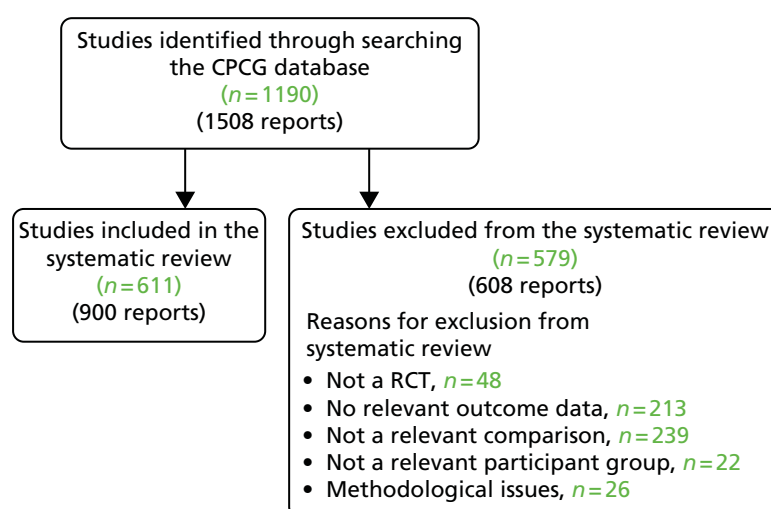 Studies identified through searching
the CPCG database
(n=1190)
(1508 reports)
Studies included in the
systematic review
(n=611)
(900 reports)
Studies excluded from the systematic review
(n=579)
(608 reports)
Reasons for exclusion from
systematic review
• Not a RCT, n=48
• No relevant outcome data, n=213
• Not a relevant comparison, n=239
• Not a relevant participant group, n=22
• Methodological issues, n=26